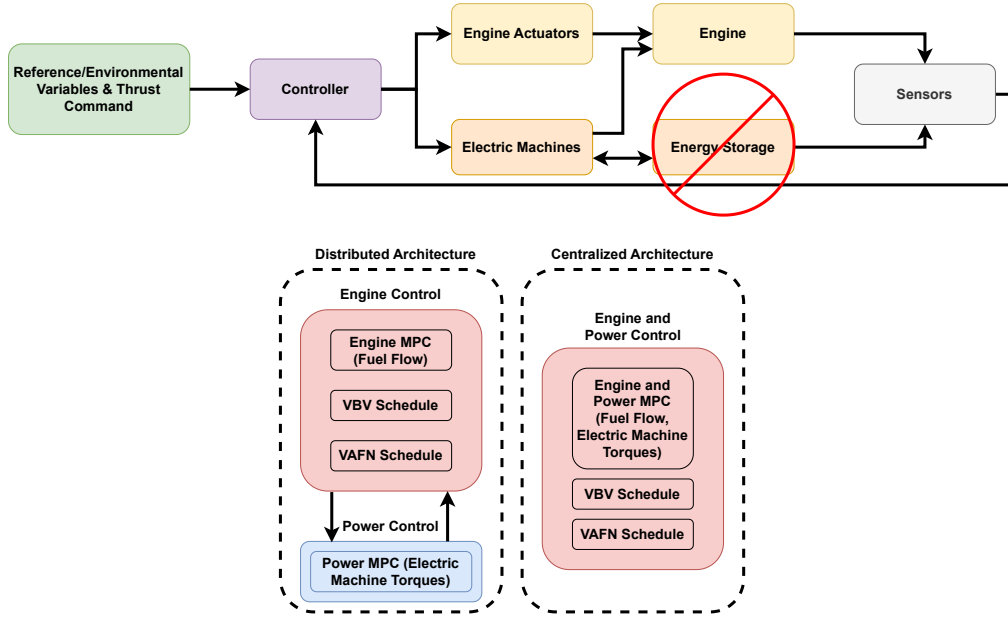 Reference/Environmental
Variables & Thrust
Command
Controller
Engine Actuators
Engine
Electric Machines
Energy Storage
Sensors
Distributed Architecture
Engine Control
Engine MPC
(Fuel Flow)
VBV Schedule
VAFN Schedule
Power Control
Power MPC (Electric
Machine Torques)
Centralized Architecture
Engine and
Power Control
Engine and
Power MPC
(Fuel Flow,
Electric Machine
Torques)
VBV Schedule
VAFN Schedule